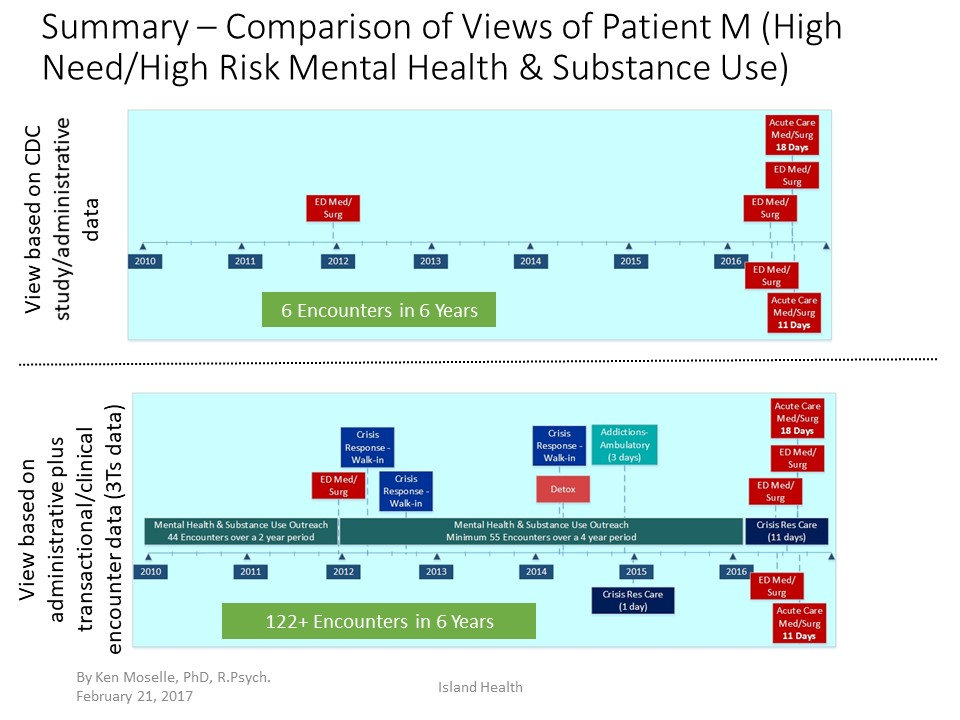 Summary – Comparison of Views of Patient M (High
Need/High Risk Mental Health & Substance Use)
View based on CDC
study/administrative
data
Acute Care
Med/Surg
18 Days
ED Med/
Surg
ED Med/
Surg
ED Med/
Surg
2010
2011
2012
2013
2014
2015
2016
ED Med/
Surg
Acute Care
Med/Surg
11 Days
6 Encounters in 6 Years
View based on
administrative plus
transactional/clinical
encounter data (3Ts data)
Acute Care
Med/Surg
18 Days
Crisis
Response -
Walk-in
Crisis
Response -
Walk-in
Addictions-
Ambulatory
(3 days)
ED Med/
Surg
ED Med/
Surg
Crisis
Response -
Walk-in
Detox
ED Med/
Surg
Mental Health & Substance Use Outreach
44 Encounters over a 2 year period
Mental Health & Substance Use Outreach
Minimum 55 Encounters over a 4 year period
Crisis Res Care
(11 days)
2010
2011
2012
2013
2014
2015
2016
ED Med/
Surg
Crisis Res Care
(1 day)
Acute Care
Med/Surg
11 Days
122+ Encounters in 6 Years
By Ken Moselle, PhD, R.Psych.
February 21, 2017
Island Health